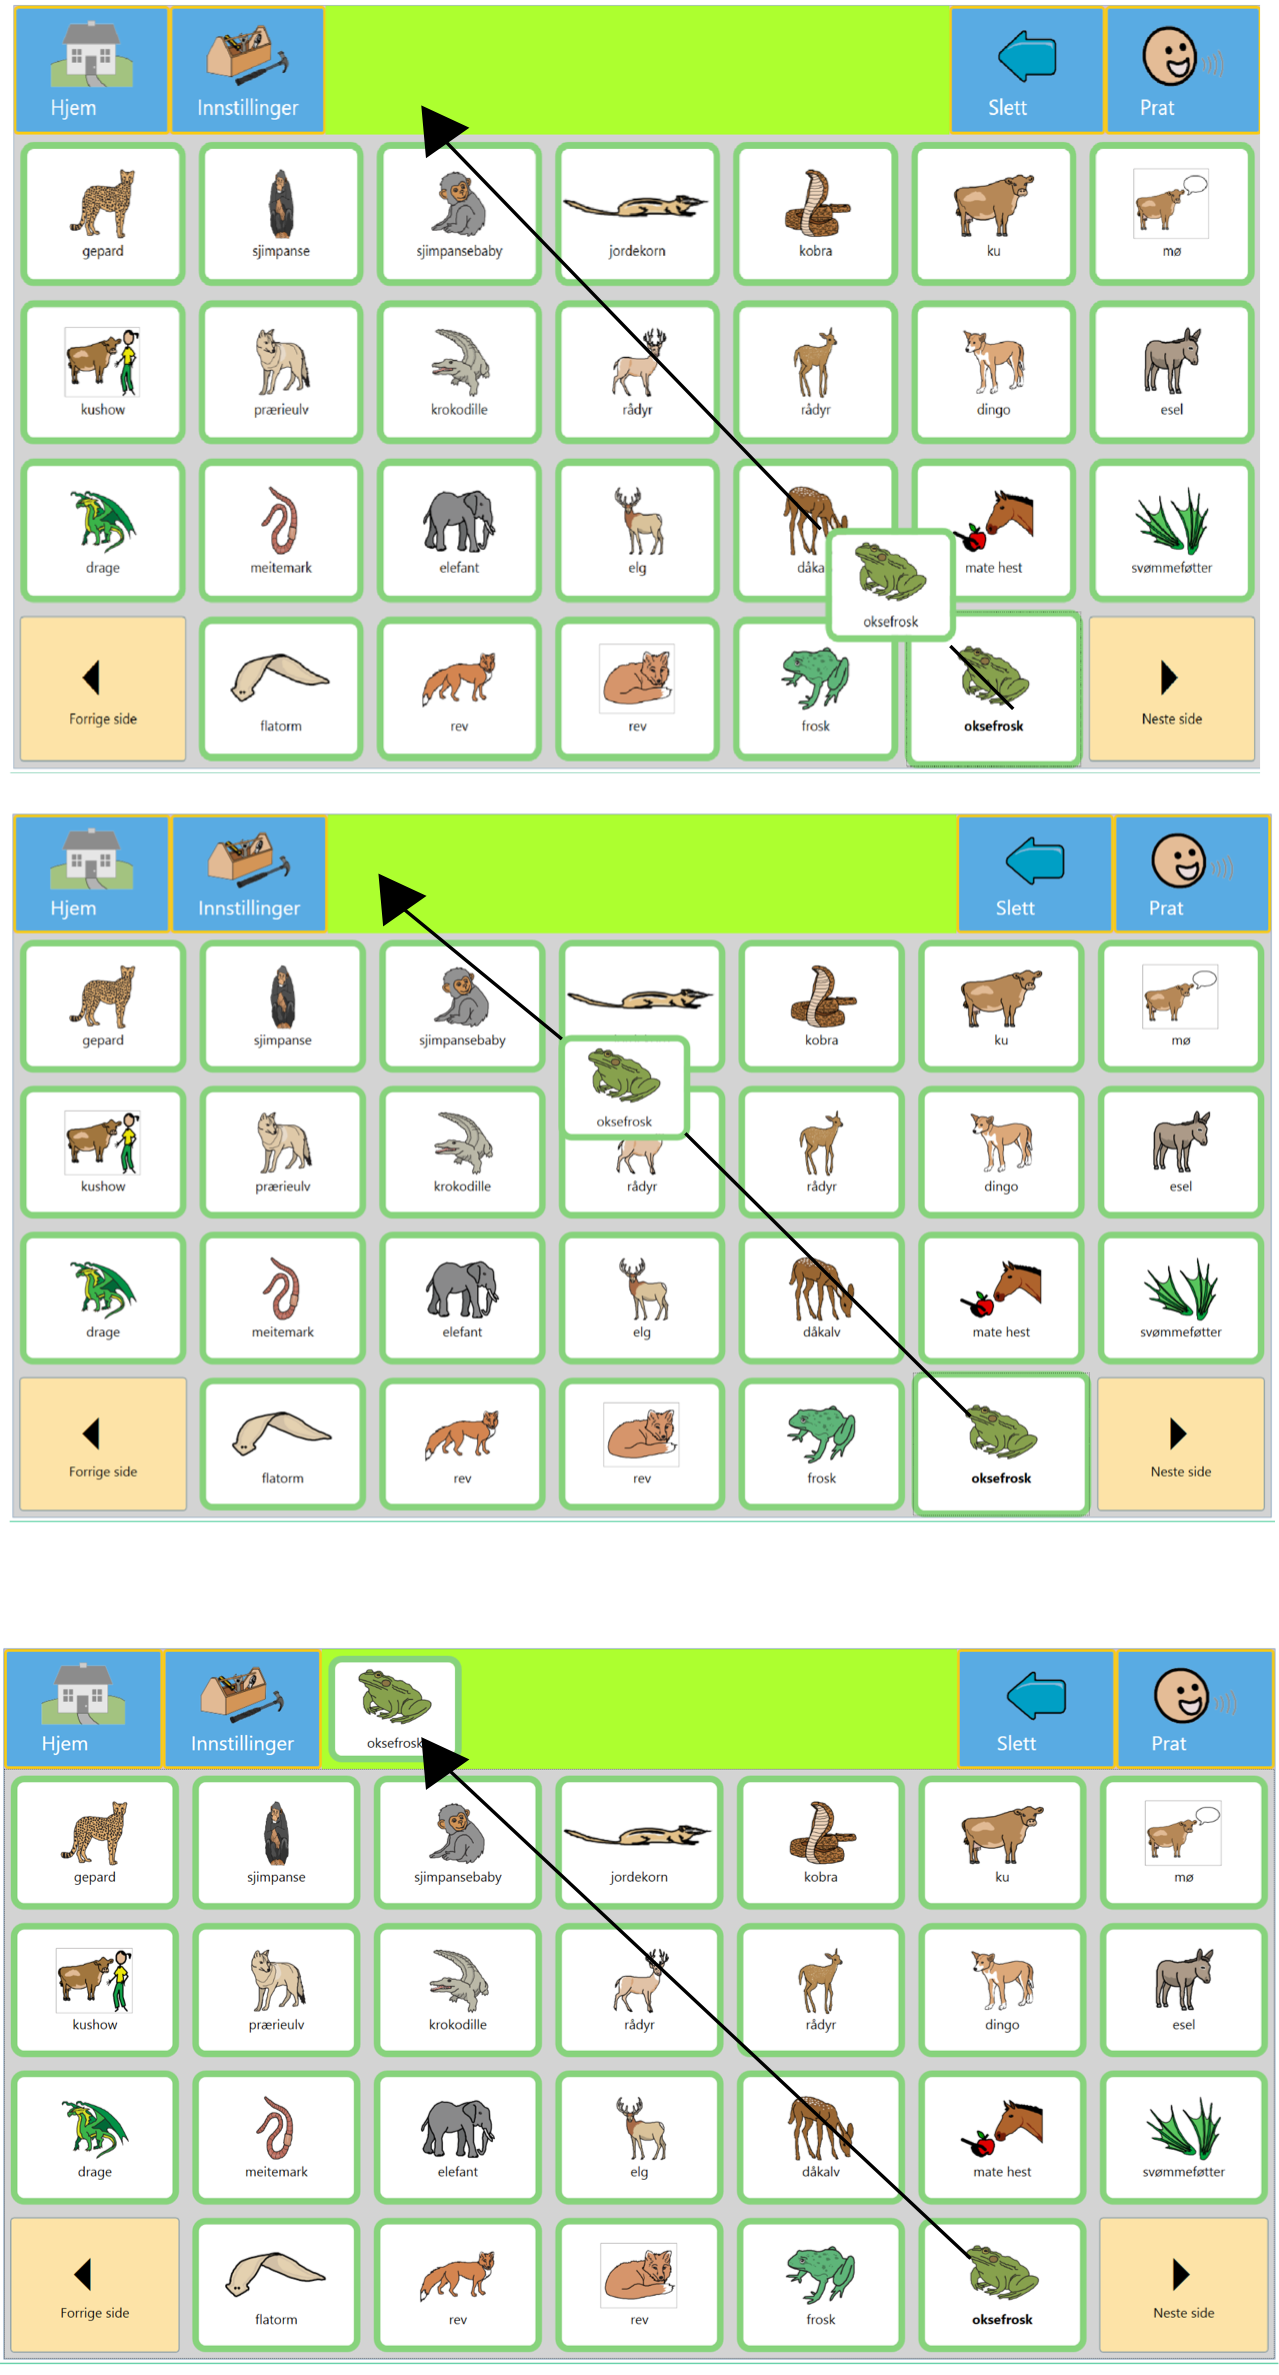 Hjem
Innstillinger
Slett
Prat
gepard
sjimpanse
sjimpansebaby
jordekorn
kobra
ku
mø
kushow
prærieulv
krokodille
rådyr
rådyr
dingo
esel
drage
meitemark
elefant
elg
mate hest
svømmeføtter
oksefrosk
Forrige side
flatorm
rev
rev
frosk
oksefrosk
Neste side
Hjem
Innstillinger
Slett
Prat
gepard
sjimpanse
sjimpansebaby
kobra
ku
mø
oksefrosk
kushow
prærieulv
krokodille
rådyr
rådyr
dingo
esel
drage
meitemark
elefant
elg
dåkalv
mate hest
svømmeføtter
Forrige side
flatorm
rev
rev
frosk
oksefrosk
Neste side
Hjem
Innstillinger
oksefrosk
Slett
Prat
gepard
sjimpanse
sjimpansebaby
jordekorn
kobra
ku
mø
kushow
prærieulv
krokodille
rådyr
rådyr
dingo
esel
drage
meitemark
elefant
elg
dåkalv
mate hest
svømmeføtter
Forrige side
flatorm
rev
rev
frosk
oksefrosk
Neste side